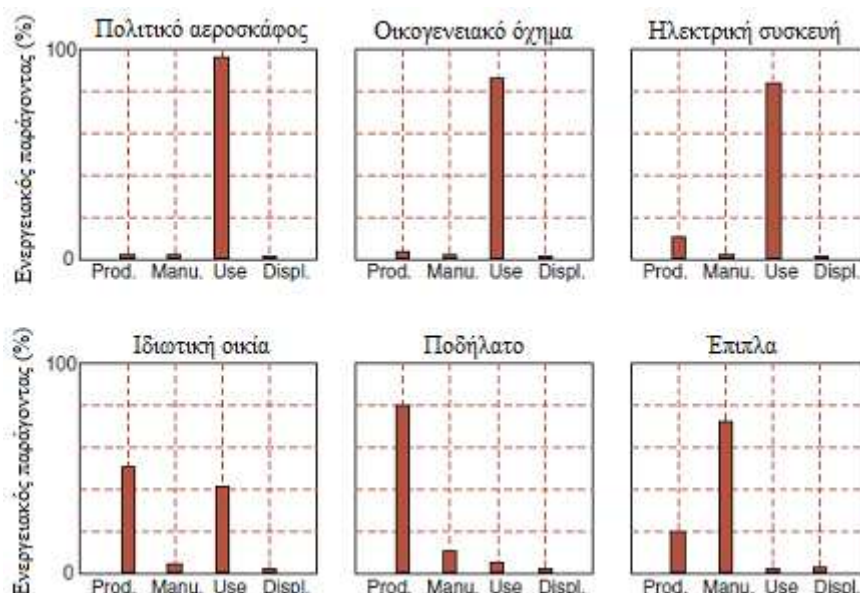 Πολιτικό αεροσκάφος
Οικογενειακό όχημα
Ηλεκτρική συσκευή
Ενεργειακός παράγοντας (%)
100
0
Prod. Manu. Use Displ.
Prod. Manu. Use Displ.
Prod. Manu. Use Displ.
Ιδιωτική οικία
Ποδήλατο
Έπιπλα
Ενεργειακός παράγοντας (%)
100
0
Prod. Manu. Use Displ.
Prod. Manu. Use Displ.
Prod. Manu. Use Displ.